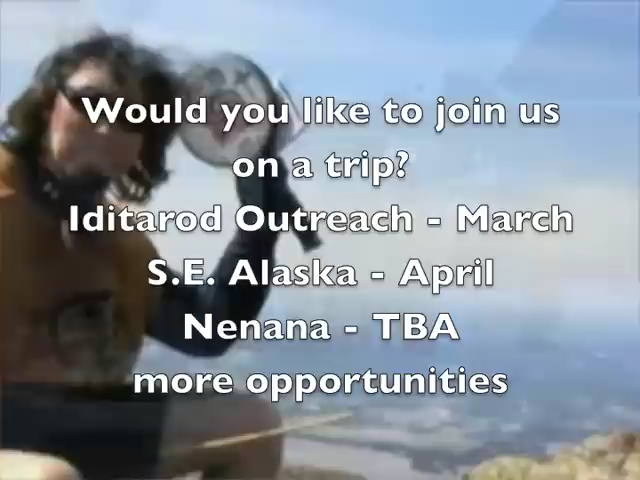 Would you like to join us
on a trip?
Iditarod Outreach - March
S.E. Alaska - April
Nenana - TBA
more opportunities